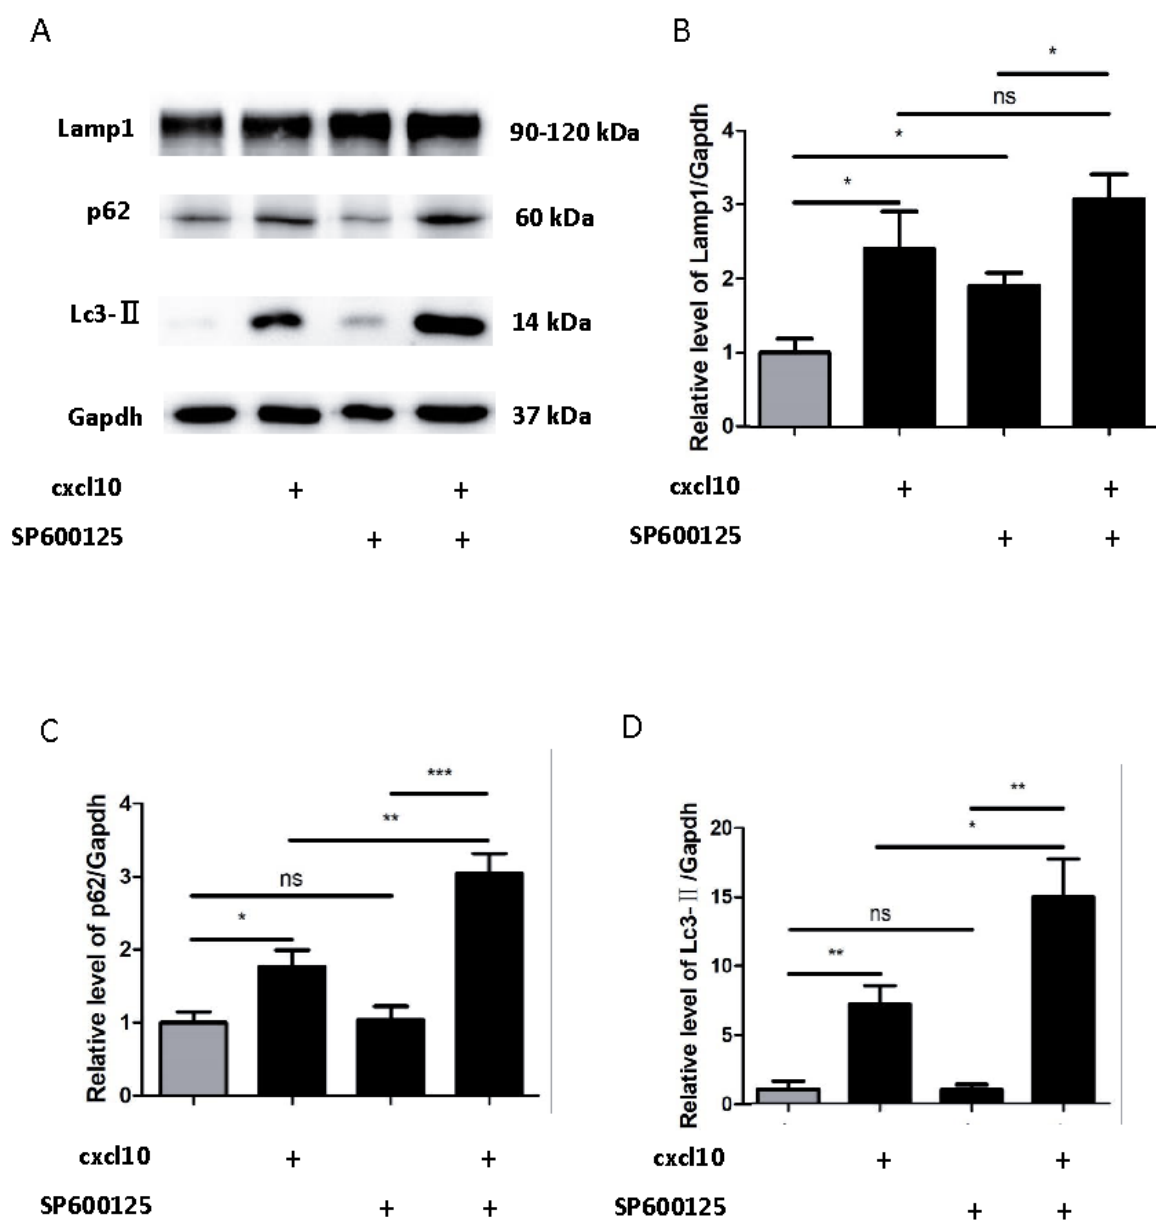 A
Lamp1
90-120 kDa
p62
60 kDa
Lc3-Ⅱ
14 kDa
Gapdh
37 kDa
cxcl10 + +
SP600125 + +
B
*
ns
*
*
Relative level of Lamp1/Gapdh
4
3
2
1
0
cxcl10 + +
SP600125 + +
C
***
**
ns
*
Relative level of p62/Gapdh
4
3
2
1
0
cxcl10 + +
SP600125 + +
D
**
*
ns
**
Relative level of Lc3-Ⅱ/Gapdh
20
15
10
5
0
cxcl10 + +
SP600125 + +